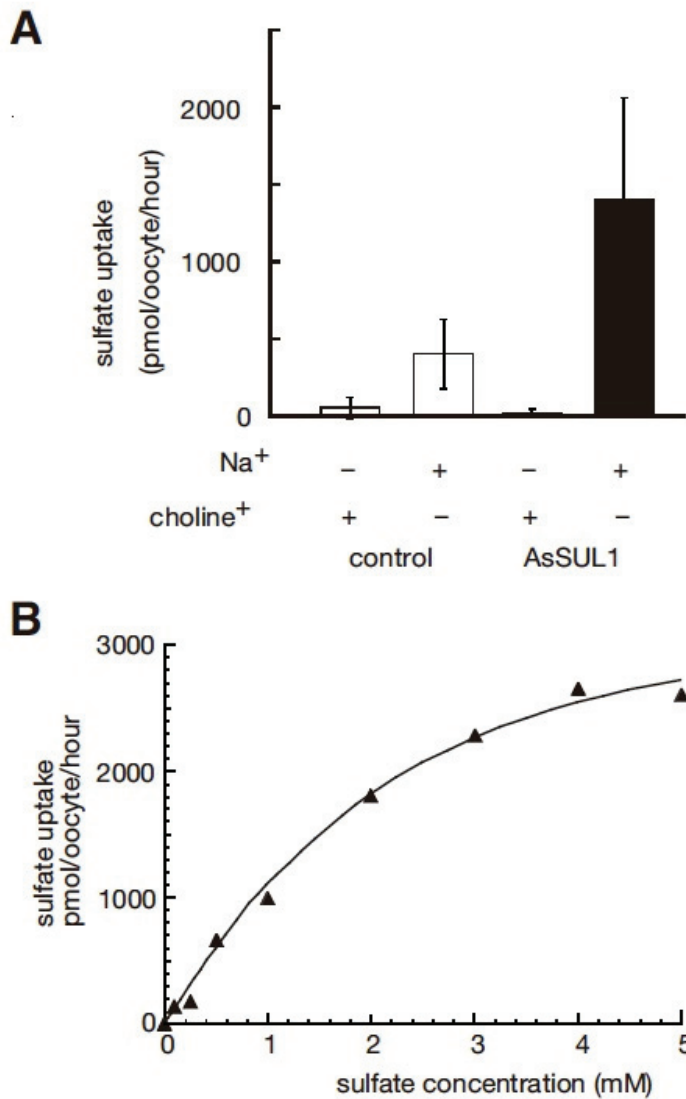 A
2000
1000
0
sulfate uptake
(pmol/oocyte/hour)
Na+ − + − +
choline+ + − + −
control AsSUL1
B
3000
2000
1000
0
sulfate uptake
pmol/oocyte/hour
0 1 2 3 4 5
sulfate concentration (mM)